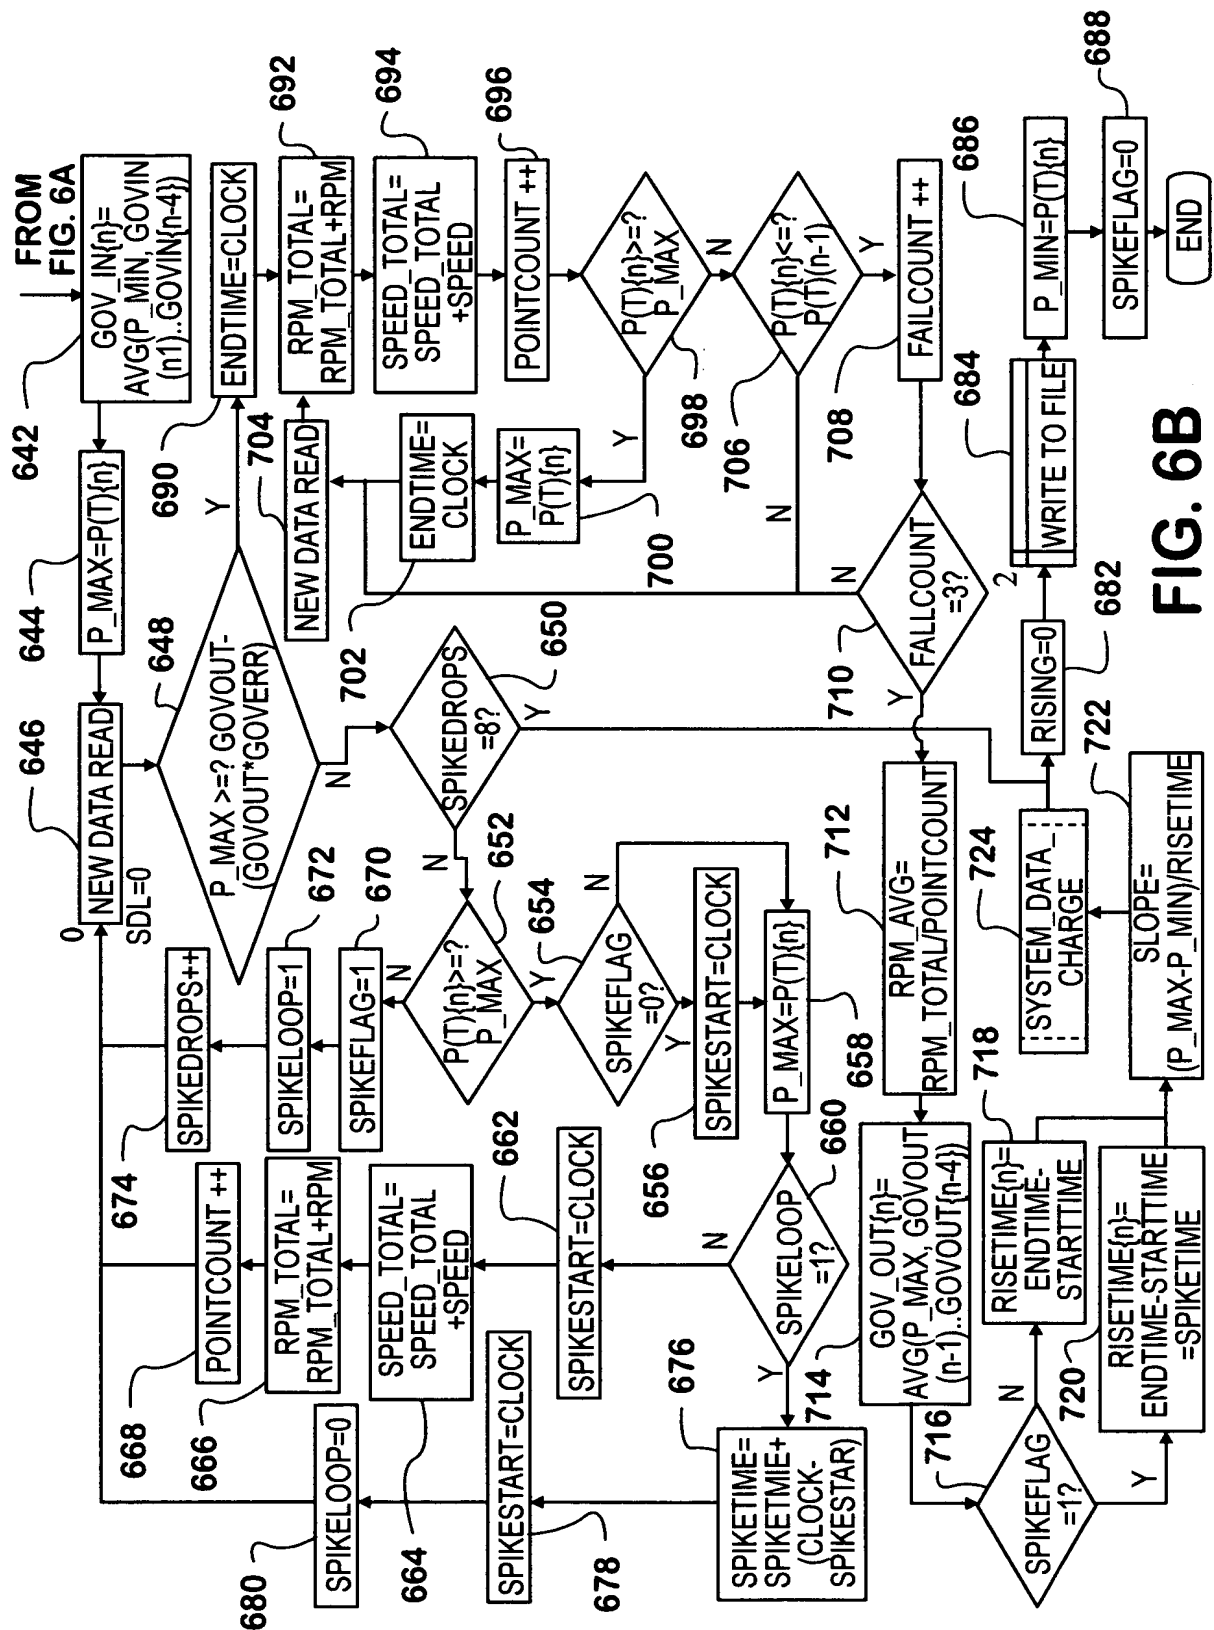 FROM
FIG. 6A
642
GOV_IN{n}=
AVG(P_MIN, GOVIN
(n1)..GOVIN{n-4})
644
P_MAX=P(T){n}
646
0
NEW DATA READ
SDL=0
648
P_MAX >=? GOVOUT-
(GOVOUT*GOVERR)
Y
N
690
ENDTIME=CLOCK
692
RPM_TOTAL=
RPM_TOTAL+RPM
694
SPEED_TOTAL=
SPEED_TOTAL
+SPEED
696
POINTCOUNT ++
698
P(T){n}>=?
P_MAX
Y
N
700
P_MAX=
P(T){n}
702
ENDTIME=
CLOCK
704
NEW DATA READ
706
P(T){n}<=?
P(T)(n-1)
N
Y
708
FAILCOUNT ++
710
FALLCOUNT
=3?
N
Y
650
SPIKEDROPS
=8?
Y
N
652
P(T){n}>=?
P_MAX
N
Y
670
SPIKEFLAG=1
672
SPIKELOOP=1
674
SPIKEDROPS++
654
SPIKEFLAG
=0?
N
Y
656
SPIKESTART=CLOCK
658
P_MAX=P(T){n}
660
SPIKELOOP
=1?
N
Y
662
SPIKESTART=CLOCK
664
SPEED_TOTAL=
SPEED_TOTAL
+SPEED
666
RPM_TOTAL=
RPM_TOTAL+RPM
668
POINTCOUNT ++
676
SPIKETIME=
SPIKETMIE+
(CLOCK-
SPIKESTAR)
678
SPIKESTART=CLOCK
680
SPIKELOOP=0
712
RPM_AVG=
RPM_TOTAL/POINTCOUNT
714
GOV_OUT{n}=
AVG(P_MAX, GOVOUT
(n-1)..GOVOUT{n-4})
716
SPIKEFLAG
=1?
N
Y
718
RISETIME{n}=
ENDTIME-
STARTTIME
720
RISETIME{n}=
ENDTIME-STARTTIME
=SPIKETIME
722
SLOPE=
(P_MAX-P_MIN)/RISETIME
724
SYSTEM_DATA_
CHARGE
682
RISING=0
684
2
WRITE TO FILE
686
P_MIN=P(T){n}
688
SPIKEFLAG=0
END
FIG. 6B